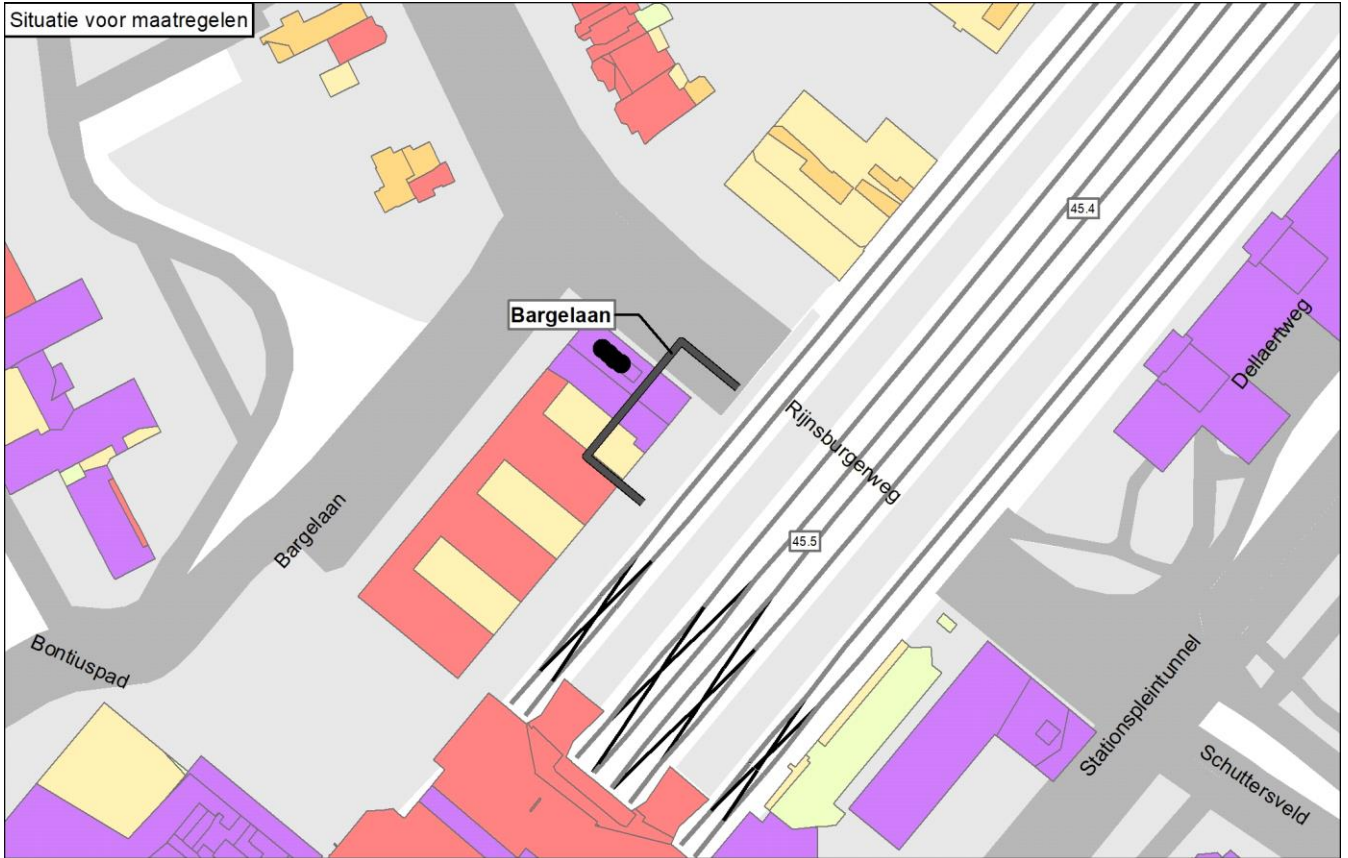 Situatie voor maatregelen
45.4
Bargelaan
Dellaertweg
Rijnsburgerweg
45.5
Bargelaan
Bontiuspad
Stationspleintunnel
Schuttersveld